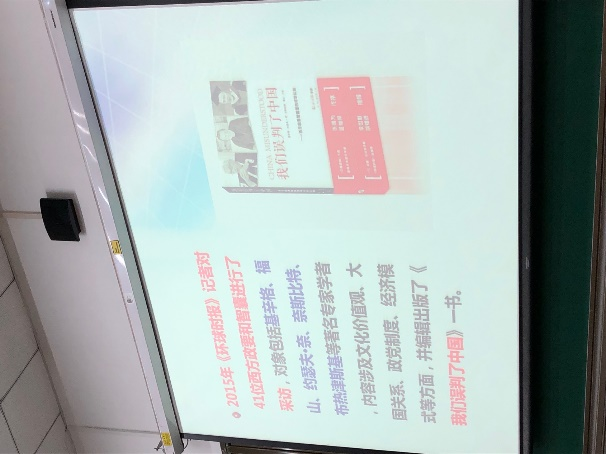 我们误判了中国
2015年《环球时报》记者对
41位西方政要和智囊进行了
采访，对象包括基辛格、福
山、约瑟夫·奈、奈斯比特、
布热津斯基等著名专家学者
，内容涉及文化价值观、大
国关系、政党制度、经济模
式等方面，并编辑出版了《
我们误判了中国》一书。